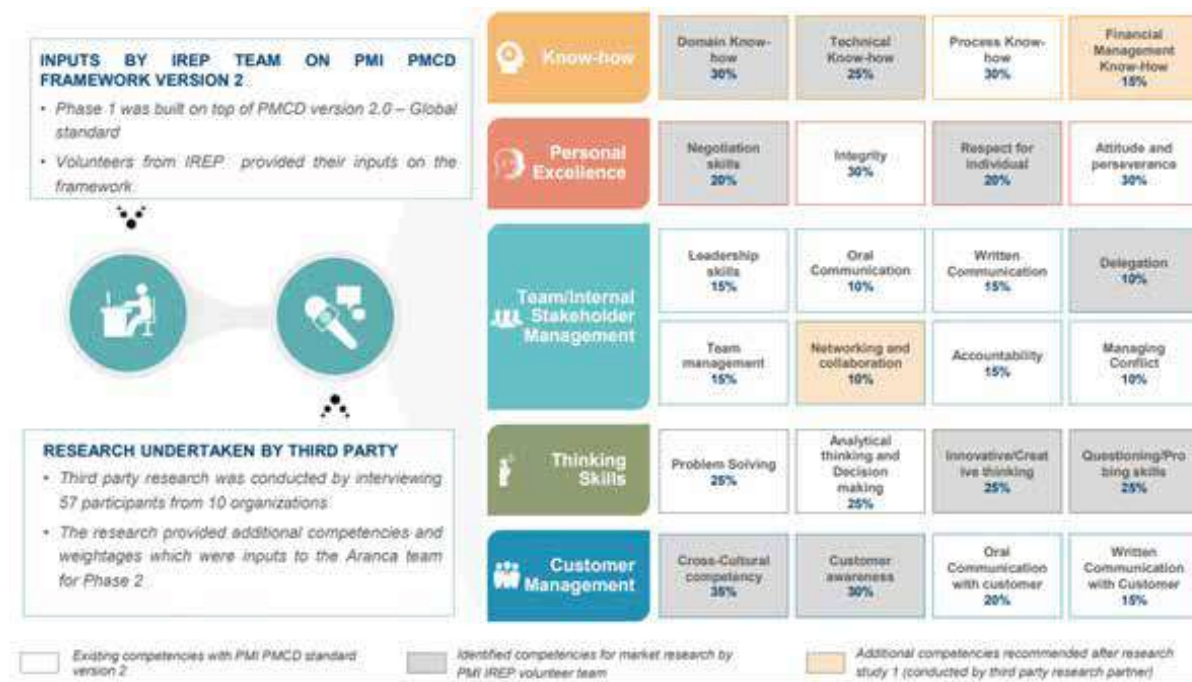 INPUTS BY IREP TEAM ON PMI PMCD
FRAMEWORK VERSION 2
• Phase 1 was built on top of PMCD version 2.0 – Global
standard
• Volunteers from IREP provided their inputs on the
framework
RESEARCH UNDERTAKEN BY THIRD PARTY
• Third party research was conducted by interviewing
57 participants from 10 organizations
• The research provided additional competencies and
weightages which were inputs to the Aranca team
for Phase 2
Know-how
Domain Know-
how
30%
Technical
Know-how
25%
Process Know-
how
30%
Financial
Management
Know-How
15%
Personal
Excellence
Negotiation
skills
20%
Integrity
30%
Respect for
Individual
20%
Attitude and
perseverance
30%
Team/Internal
Stakeholder
Management
Leadership
skills
15%
Oral
Communication
10%
Written
Communication
15%
Delegation
10%
Team
management
15%
Networking and
collaboration
10%
Accountability
15%
Managing
Conflict
10%
Thinking
Skills
Problem Solving
25%
Analytical
thinking and
Decision
making
25%
Innovative/Creat
ive thinking
25%
Questioning/Pro
bing skills
25%
Customer
Management
Cross-Cultural
competency
35%
Customer
awareness
30%
Oral
Communication
with customer
20%
Written
Communication
with Customer
15%
Existing competencies with PMI PMCD standard
version 2
Identified competencies for market research by
PMI IREP volunteer team
Additional competencies recommended after research
study 1 (conducted by third party research partner)